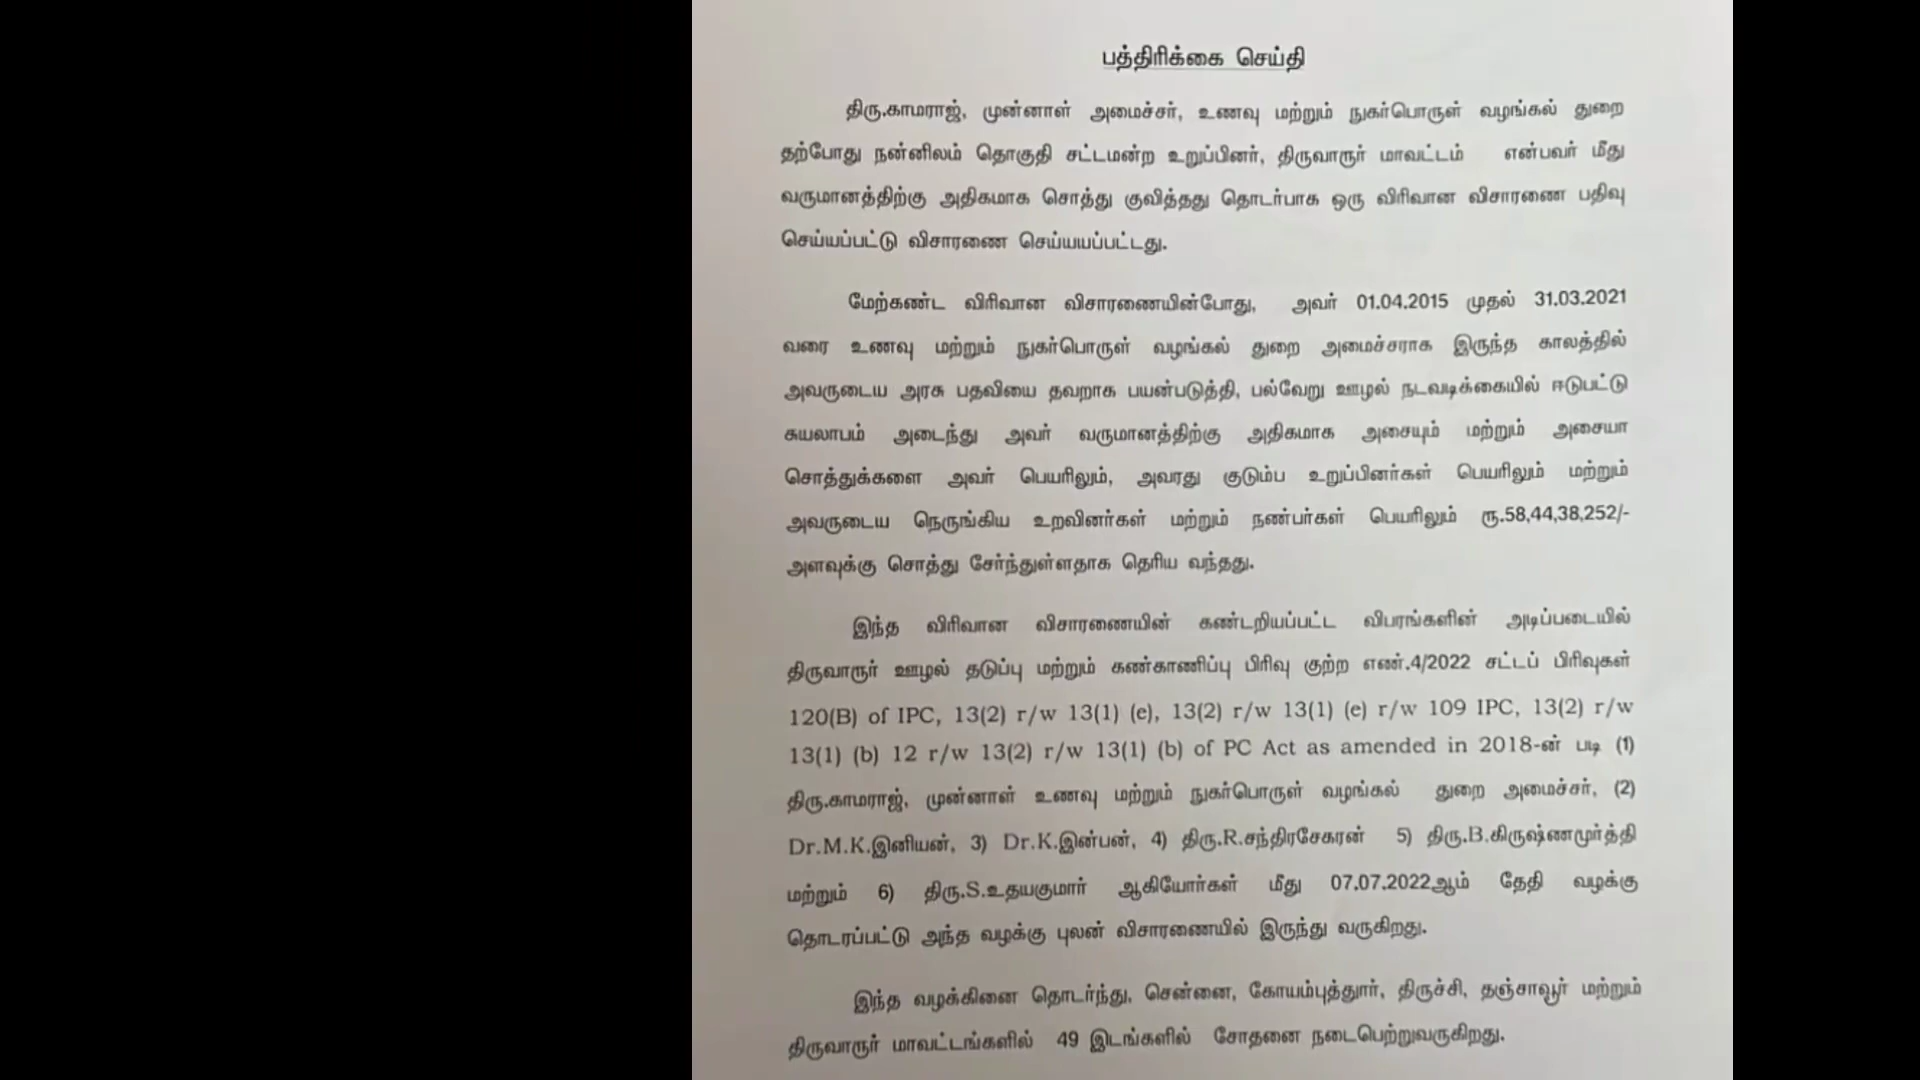 பத்திரிக்கை செய்தி
திரு.காமராஜ், முன்னாள் அமைச்சர், உணவு மற்றும் நுகர்பொருள் வழங்கல் துறை
தற்போது நன்னிலம் தொகுதி சட்டமன்ற உறுப்பினர், திருவாரூர் மாவட்டம் என்பவர் மீது
வருமானத்திற்கு அதிகமாக சொத்து குவித்தது தொடர்பாக ஒரு விரிவான விசாரணை பதிவு
செய்யப்பட்டு விசாரணை செய்யயப்பட்டது.
மேற்கண்ட விரிவான விசாரணையின்போது, அவர் 01.04.2015 முதல் 31.03.2021
வரை உணவு மற்றும் நுகர்பொருள் வழங்கல் துறை அமைச்சராக இருந்த காலத்தில்
அவருடைய அரசு பதவியை தவறாக பயன்படுத்தி, பல்வேறு ஊழல் நடவடிக்கையில் ஈடுபட்டு
சுயலாபம் அடைந்து அவர் வருமானத்திற்கு அதிகமாக அசையும் மற்றும் அசையா
சொத்துக்களை அவர் பெயரிலும், அவரது குடும்ப உறுப்பினர்கள் பெயரிலும் மற்றும்
அவருடைய நெருங்கிய உறவினர்கள் மற்றும் நண்பர்கள் பெயரிலும் ரூ.58,44,38,252/-
அளவுக்கு சொத்து சேர்ந்துள்ளதாக தெரிய வந்தது.
இந்த விரிவான விசாரணையின் கண்டறியப்பட்ட விபரங்களின் அடிப்படையில்
திருவாரூர் ஊழல் தடுப்பு மற்றும் கண்காணிப்பு பிரிவு குற்ற எண்.4/2022 சட்டப் பிரிவுகள்
120(B) of IPC, 13(2) r/w 13(1) (e), 13(2) r/w 13(1) (e) r/w 109 IPC, 13(2) r/w
13(1) (b) 12 r/w 13(2) r/w 13(1) (b) of PC Act as amended in 2018-ன் படி (1)
திரு.காமராஜ், முன்னாள் உணவு மற்றும் நுகர்பொருள் வழங்கல் துறை அமைச்சர், (2)
Dr.M.K.இனியன், 3) Dr.K.இன்பன், 4) திரு.R.சந்திரசேகரன் 5) திரு.B.கிருஷ்ணமூர்த்தி
மற்றும் 6) திரு.S.உதயகுமார் ஆகியோர்கள் மீது 07.07.2022ஆம் தேதி வழக்கு
தொடரப்பட்டு அந்த வழக்கு புலன் விசாரணையில் இருந்து வருகிறது.
இந்த வழக்கினை தொடர்ந்து, சென்னை, கோயம்புத்தூர், திருச்சி, தஞ்சாவூர் மற்றும்
திருவாரூர் மாவட்டங்களில் 49 இடங்களில் சோதனை நடைபெற்றுவருகிறது.